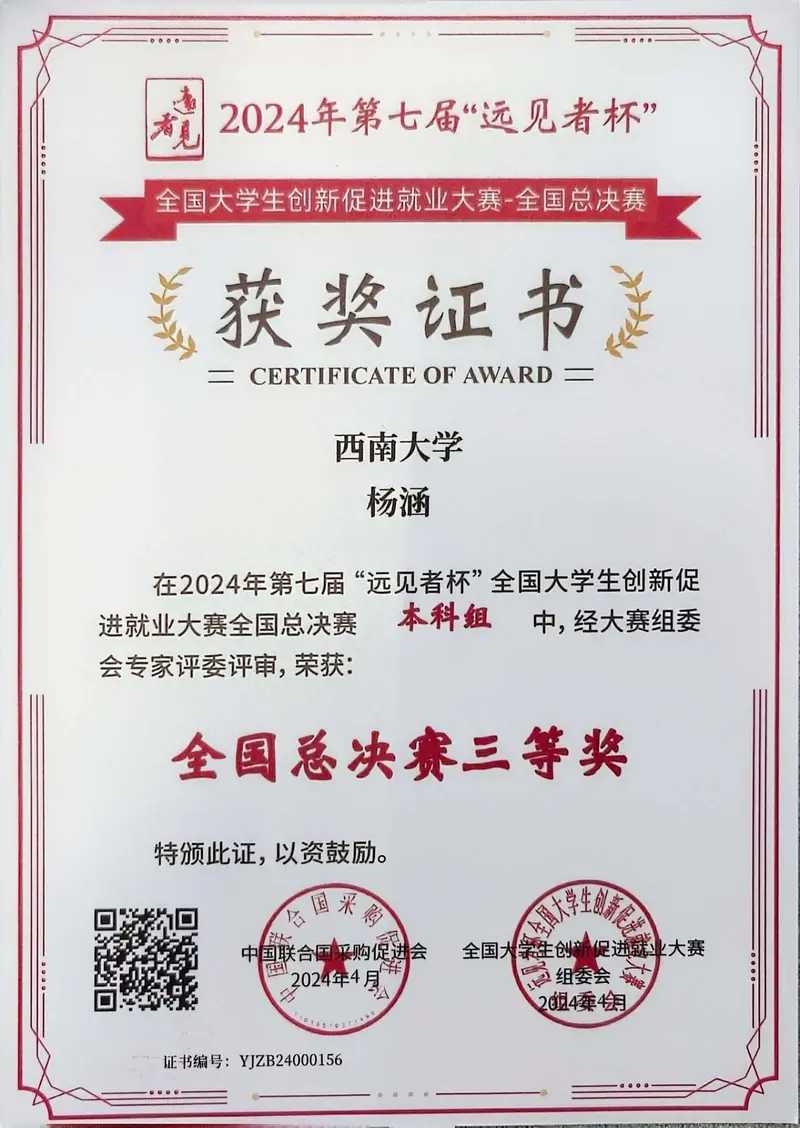 遠見者
2024年第七届“远见者杯”
全国大学生创新促进就业大赛-全国总决赛
获奖证书
CERTIFICATE OF AWARD
西南大学
杨涵
在2024年第七届“远见者杯”全国大学生创新促
进就业大赛全国总决赛 本科组 中,经大赛组委
会专家评委评审,荣获:
全国总决赛三等奖
特颁此证,以资鼓励。
中国联合国采购促进会
中国联合国采购促进会
2024年4月
全国大学生创新促进就业大赛
组委会
2024年4月
远见者杯全国大学生创新促进就业大赛
组委会
证书编号:YJZB24000156